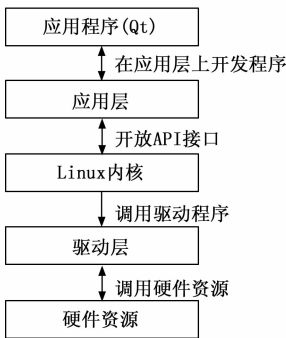 应用程序(Qt)
在应用层上开发程序
应用层
开放API接口
Linux内核
调用驱动程序
驱动层
调用硬件资源
硬件资源